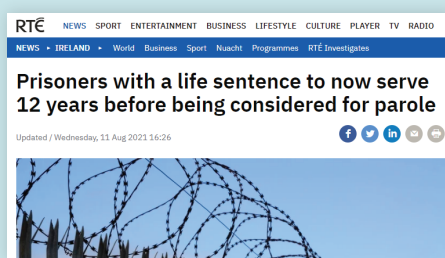 RTÉ NEWS SPORT ENTERTAINMENT BUSINESS LIFESTYLE CULTURE PLAYER TV RADIO
NEWS ▸ IRELAND ▸ World Business Sport Nuacht Programmes RTÉ Investigates
Prisoners with a life sentence to now serve
12 years before being considered for parole
Updated / Wednesday, 11 Aug 2021 16:26